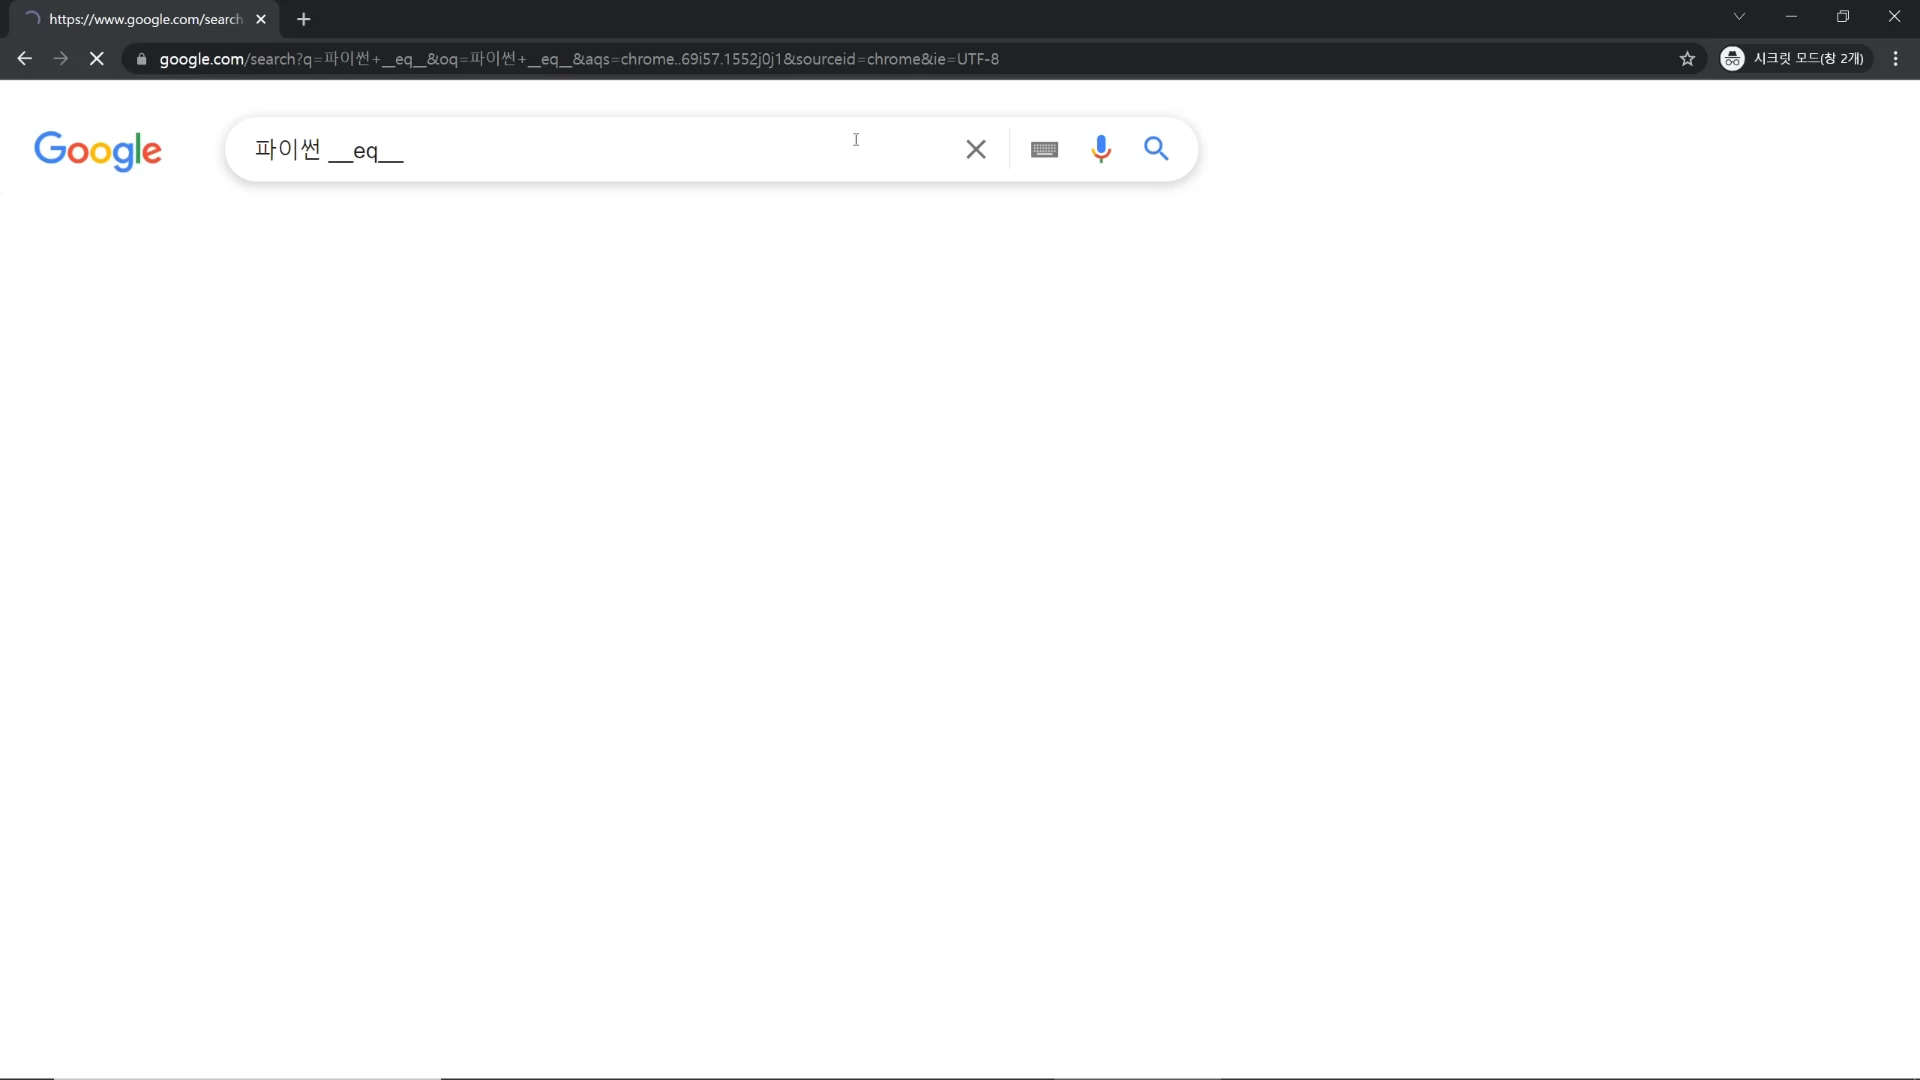 https://www.google.com/search
google.com/search?q=파이썬+__eq__&oq=파이썬+__eq__&aqs=chrome..69i57.1552j0j1&sourceid=chrome&ie=UTF-8
시크릿 모드(창 2개)
Google
파이썬 __eq__